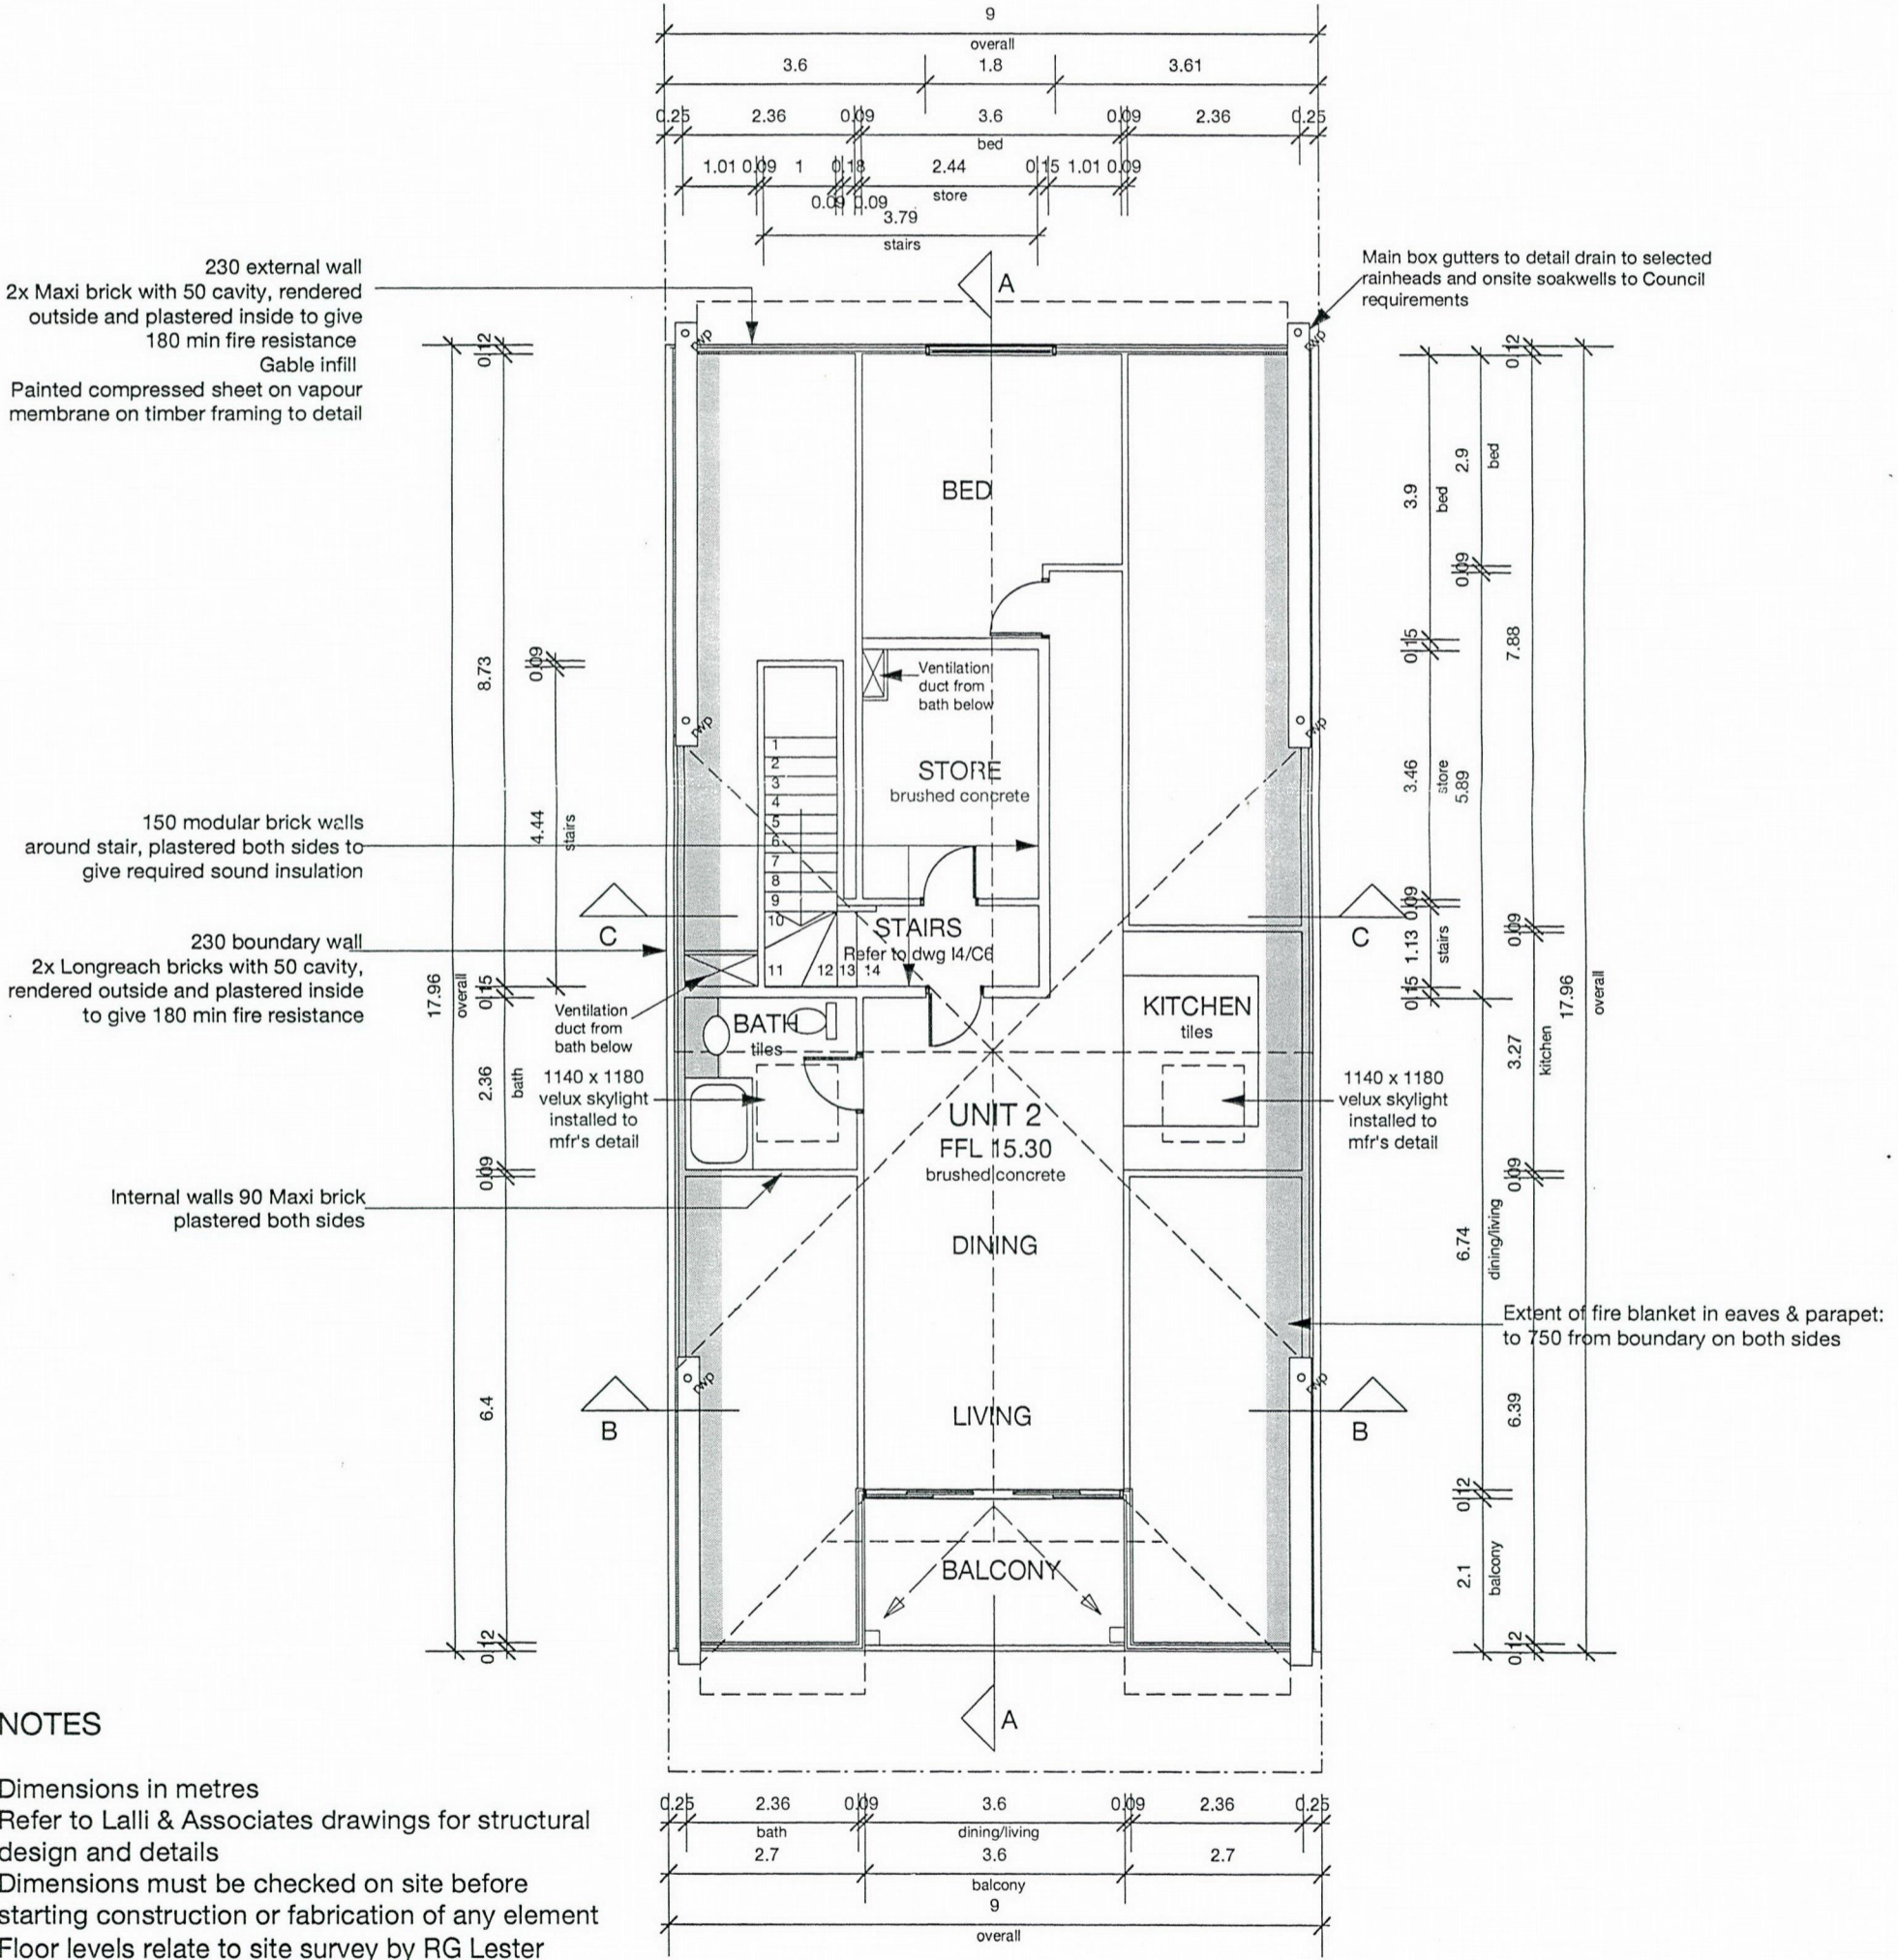 9
overall
3.6 1.8 3.61
0.25 2.36 0.09 3.6 0.09 2.36 0.25
bed
1.01 0.09 1 0.18 2.44 0.15 1.01 0.09
0.09 0.09 store
3.79
stairs
230 external wall
2x Maxi brick with 50 cavity, rendered
outside and plastered inside to give
180 min fire resistance
Gable infill
Painted compressed sheet on vapour
membrane on timber framing to detail
A
Main box gutters to detail drain to selected
rainheads and onsite soakwells to Council
requirements
rwp
rwp
0.12
0.12
BED
2.9
bed
3.9
bed
0.09
0.15
7.88
8.73
0.09
Ventilation
duct from
bath below
rwp
rwp
1
2
3
4
5
6
7
8
9
10
11 12 13 14
STORE
brushed concrete
3.46
store
5.89
4.44
stairs
150 modular brick walls
around stair, plastered both sides to
give required sound insulation
C
C
STAIRS
Refer to dwg I4/C6
0.09
1.13
stairs
0.15
0.09
230 boundary wall
2x Longreach bricks with 50 cavity,
rendered outside and plastered inside
to give 180 min fire resistance
17.96
overall
0.15
Ventilation
duct from
bath below
BATH
tiles
KITCHEN
tiles
17.96
overall
3.27
kitchen
2.36
bath
1140 x 1180
velux skylight
installed to
mfr's detail
1140 x 1180
velux skylight
installed to
mfr's detail
UNIT 2
FFL 15.30
brushed concrete
0.09
0.09
Internal walls 90 Maxi brick
plastered both sides
DINING
6.74
dining/living
Extent of fire blanket in eaves & parapet:
to 750 from boundary on both sides
rwp
rwp
6.4
B
B
LIVING
6.39
0.12
BALCONY
2.1
balcony
0.12
0.12
A
NOTES
Dimensions in metres
Refer to Lalli & Associates drawings for structural
design and details
Dimensions must be checked on site before
starting construction or fabrication of any element
Floor levels relate to site survey by RG Lester
0.25 2.36 0.09 3.6 0.09 2.36 0.25
bath dining/living
2.7 3.6 2.7
balcony
9
overall